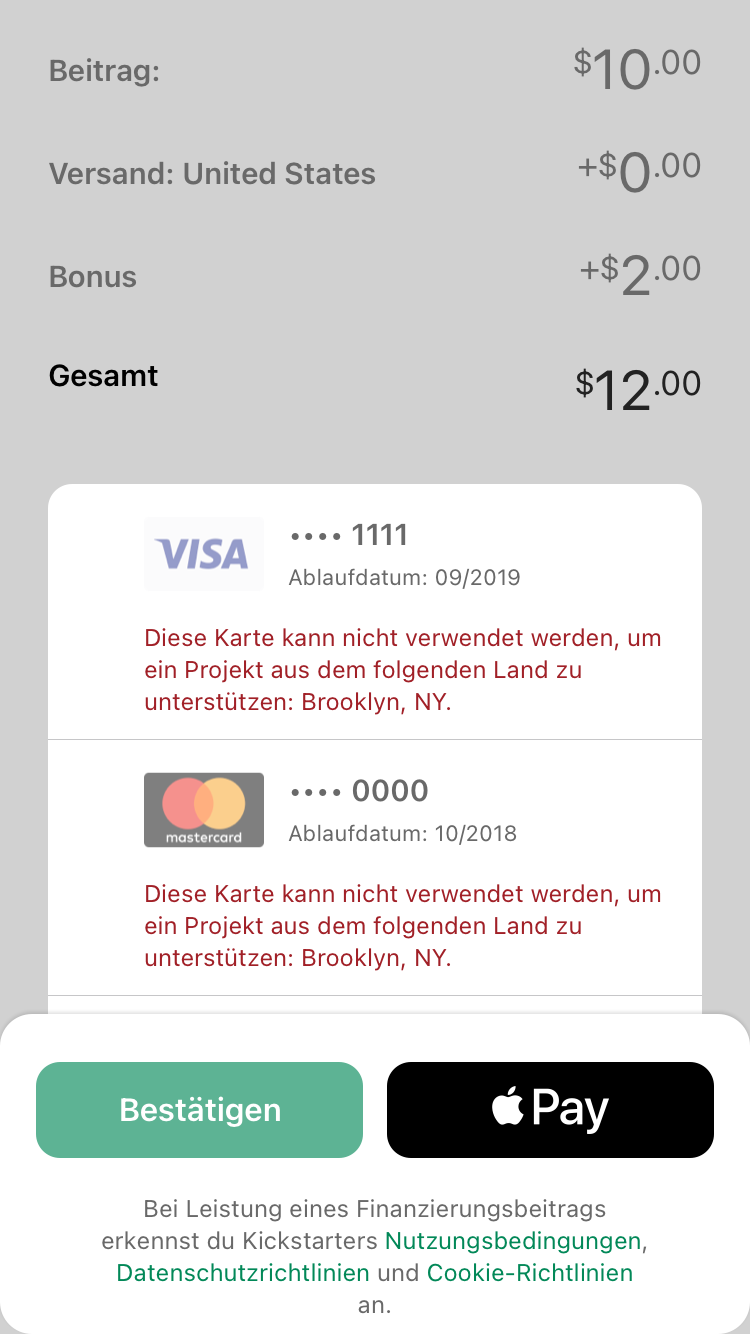 Beitrag: $10.00
Versand: United States +$0.00
Bonus +$2.00
Gesamt $12.00
VISA •••• 1111
Ablaufdatum: 09/2019
Diese Karte kann nicht verwendet werden, um
ein Projekt aus dem folgenden Land zu
unterstützen: Brooklyn, NY.
•••• 0000
mastercard Ablaufdatum: 10/2018
Diese Karte kann nicht verwendet werden, um
ein Projekt aus dem folgenden Land zu
unterstützen: Brooklyn, NY.
Bestätigen Pay
Bei Leistung eines Finanzierungsbeitrags
erkennst du Kickstarters Nutzungsbedingungen,
Datenschutzrichtlinien und Cookie-Richtlinien
an.